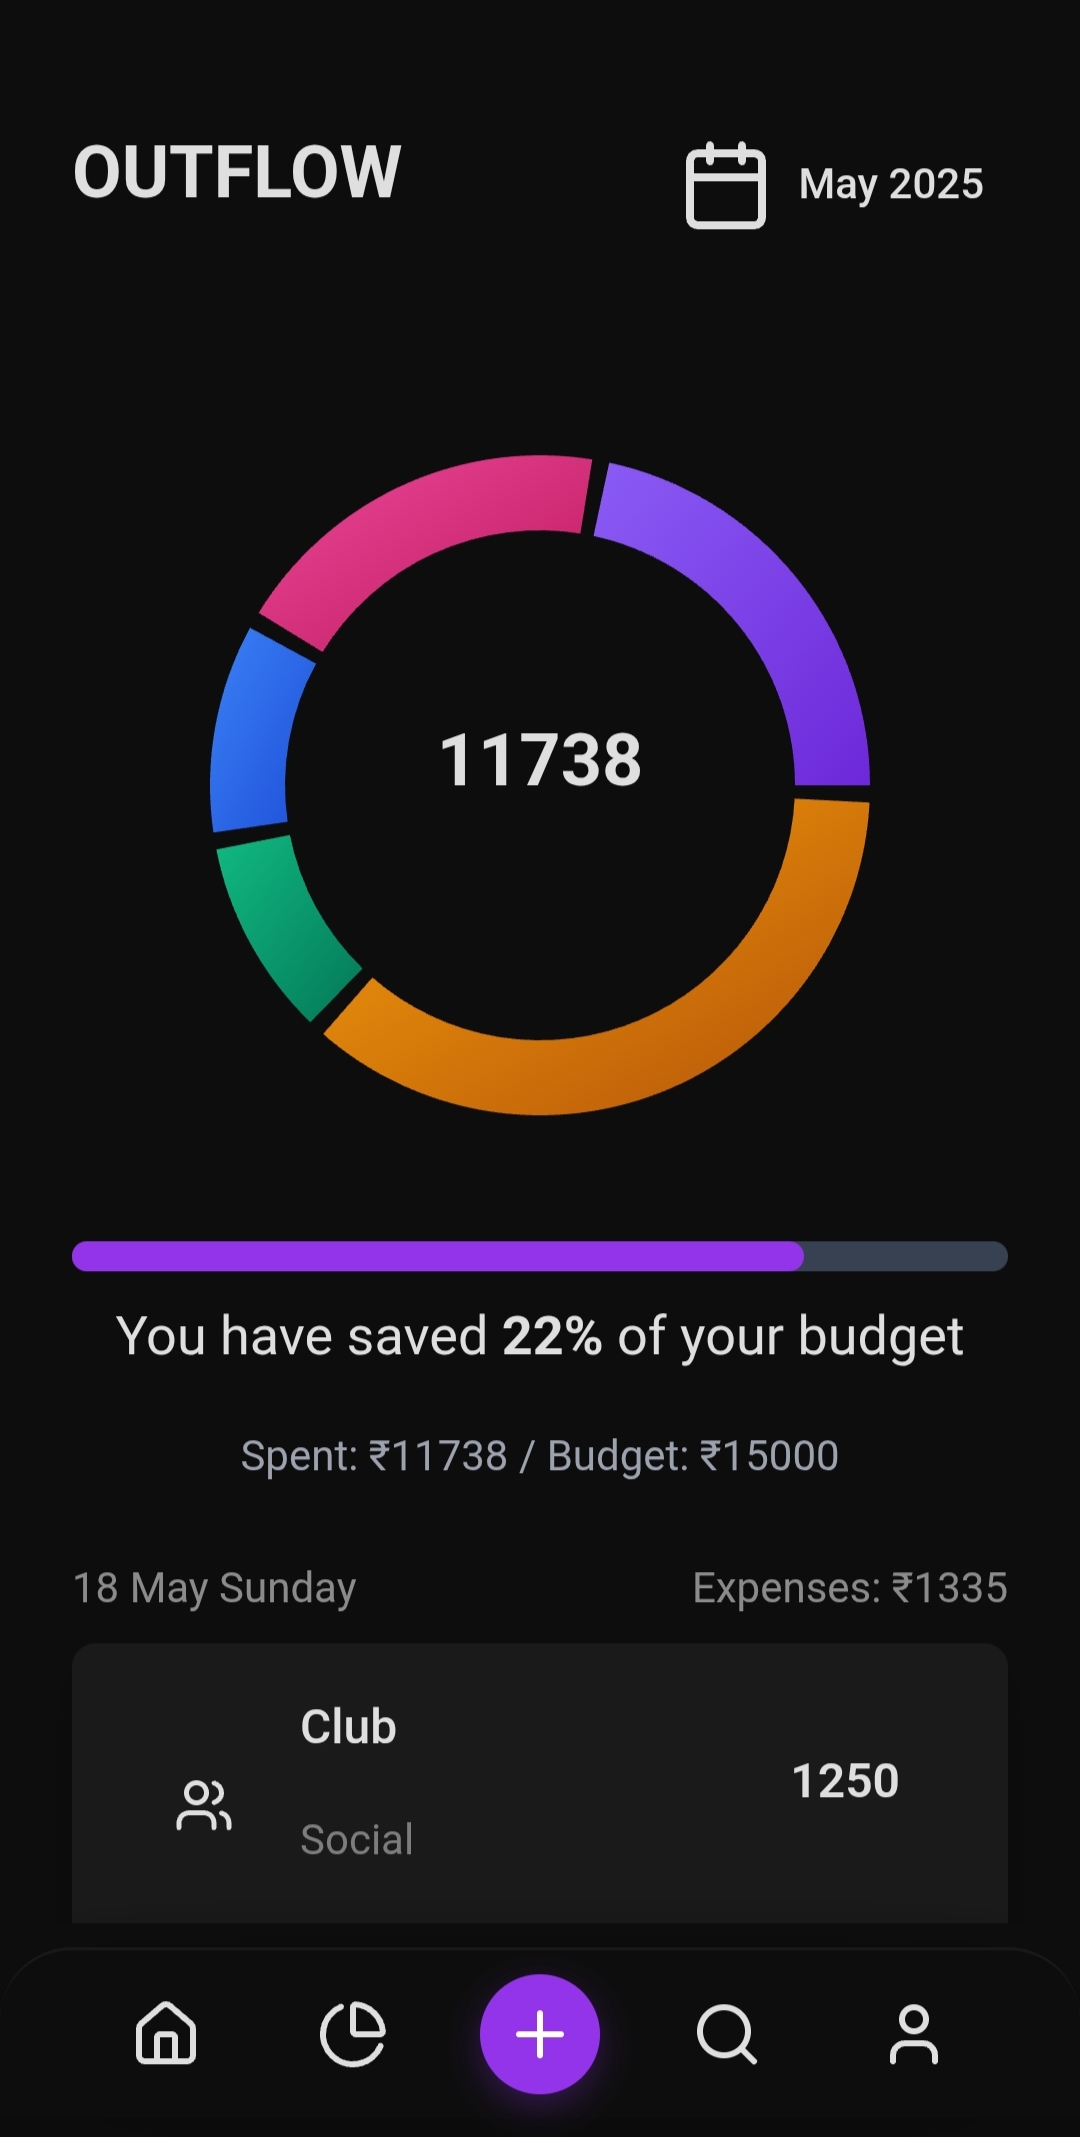 OUTFLOW
May 2025
11738
You have saved 22% of your budget
Spent: ₹11738 / Budget: ₹15000
18 May Sunday
Expenses: ₹1335
Club
1250
Social